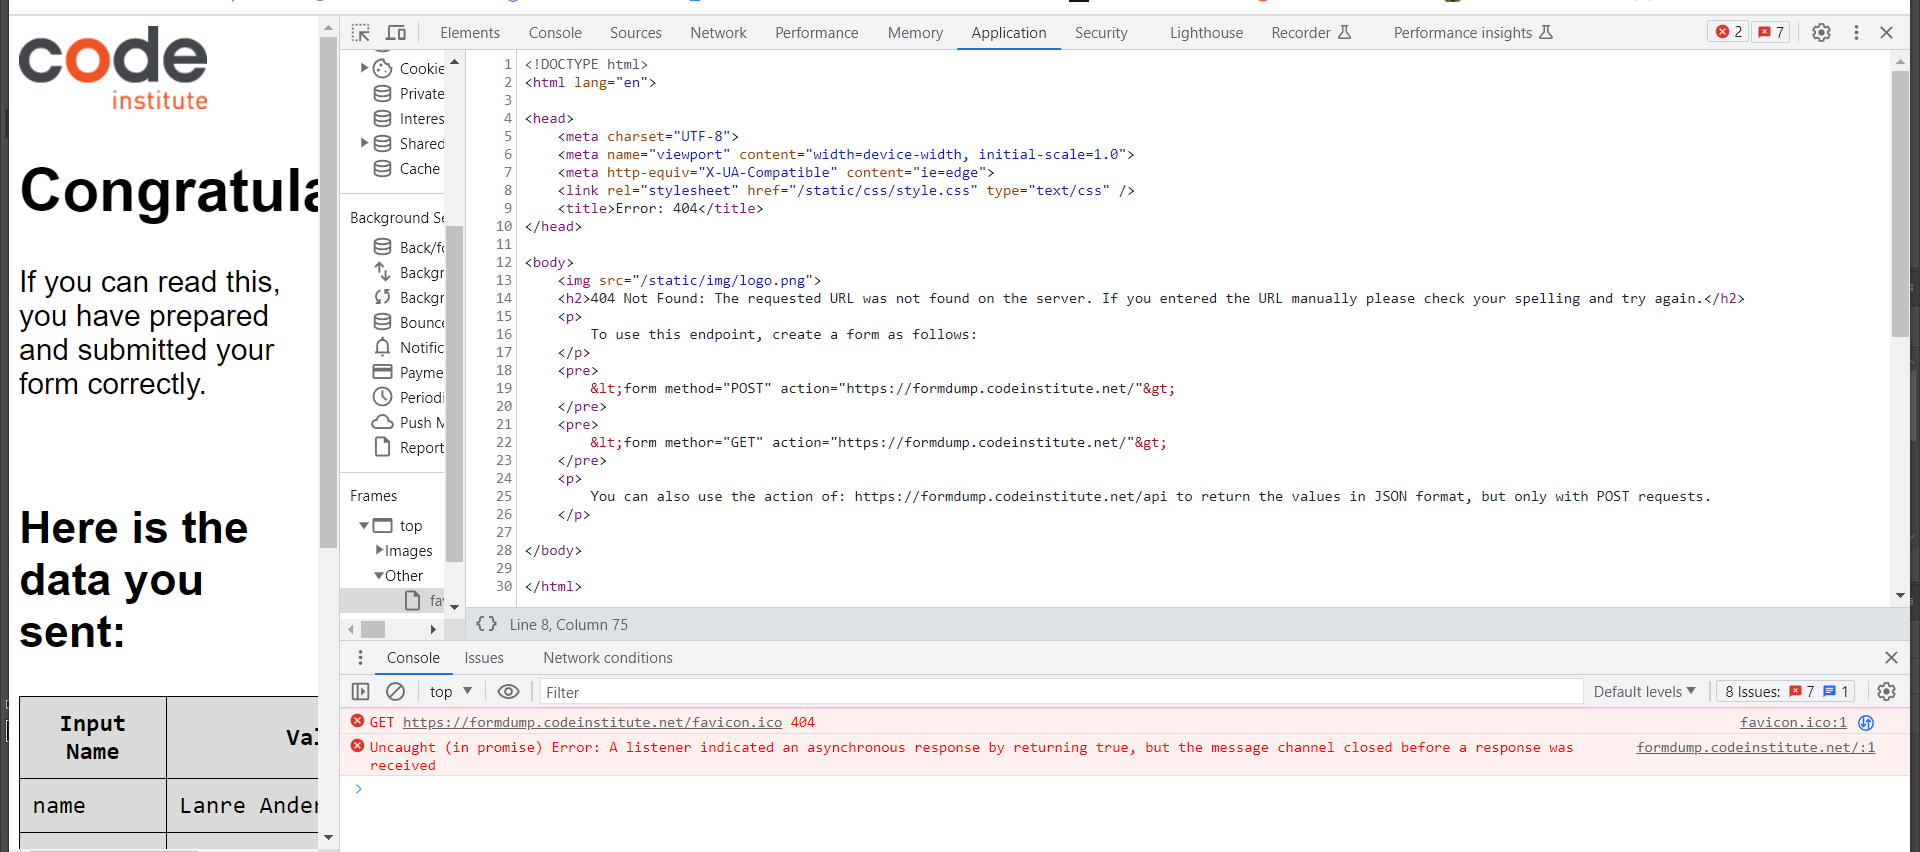 code
institute
Congratula
If you can read this,
you have prepared
and submitted your
form correctly.
Here is the
data you
sent:
Input
Name
Val
name
Lanre Ander
Elements Console Sources Network Performance Memory Application Security Lighthouse Recorder Performance insights 2 7
Cookie
Private
Interes
Shared
Cache
Background Se
Back/fo
Backgr
Backgr
Bounce
Notific
Payme
Periodi
Push M
Report
Frames
top
Images
Other
fav
1 <!DOCTYPE html>
2 <html lang="en">
3
4 <head>
5 <meta charset="UTF-8">
6 <meta name="viewport" content="width=device-width, initial-scale=1.0">
7 <meta http-equiv="X-UA-Compatible" content="ie=edge">
8 <link rel="stylesheet" href="/static/css/style.css" type="text/css" />
9 <title>Error: 404</title>
10 </head>
11
12 <body>
13 <img src="/static/img/logo.png">
14 <h2>404 Not Found: The requested URL was not found on the server. If you entered the URL manually please check your spelling and try again.</h2>
15 <p>
16 To use this endpoint, create a form as follows:
17 </p>
18 <pre>
19 &lt;form method="POST" action="https://formdump.codeinstitute.net/"&gt;
20 </pre>
21 <pre>
22 &lt;form methor="GET" action="https://formdump.codeinstitute.net/"&gt;
23 </pre>
24 <p>
25 You can also use the action of: https://formdump.codeinstitute.net/api to return the values in JSON format, but only with POST requests.
26 </p>
27
28 </body>
29
30 </html>
{} Line 8, Column 75
Console Issues Network conditions
top Filter Default levels 8 Issues: 7 1
GET https://formdump.codeinstitute.net/favicon.ico 404 favicon.ico:1
Uncaught (in promise) Error: A listener indicated an asynchronous response by returning true, but the message channel closed before a response was formdump.codeinstitute.net/:1
received